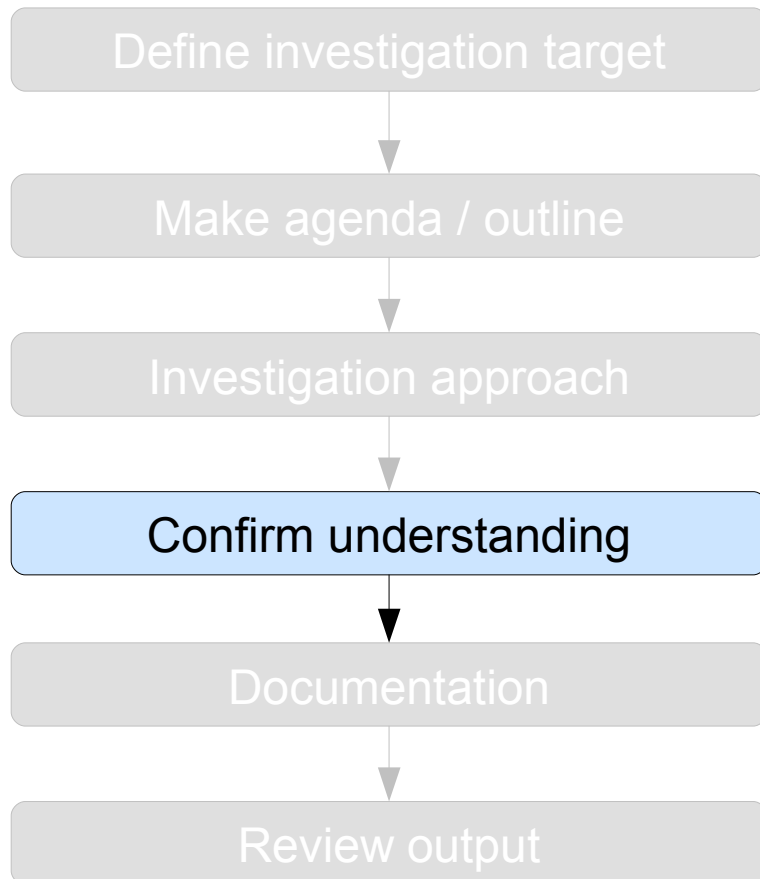 Define investigation target
Make agenda / outline
Investigation approach
Confirm understanding
Documentation
Review output